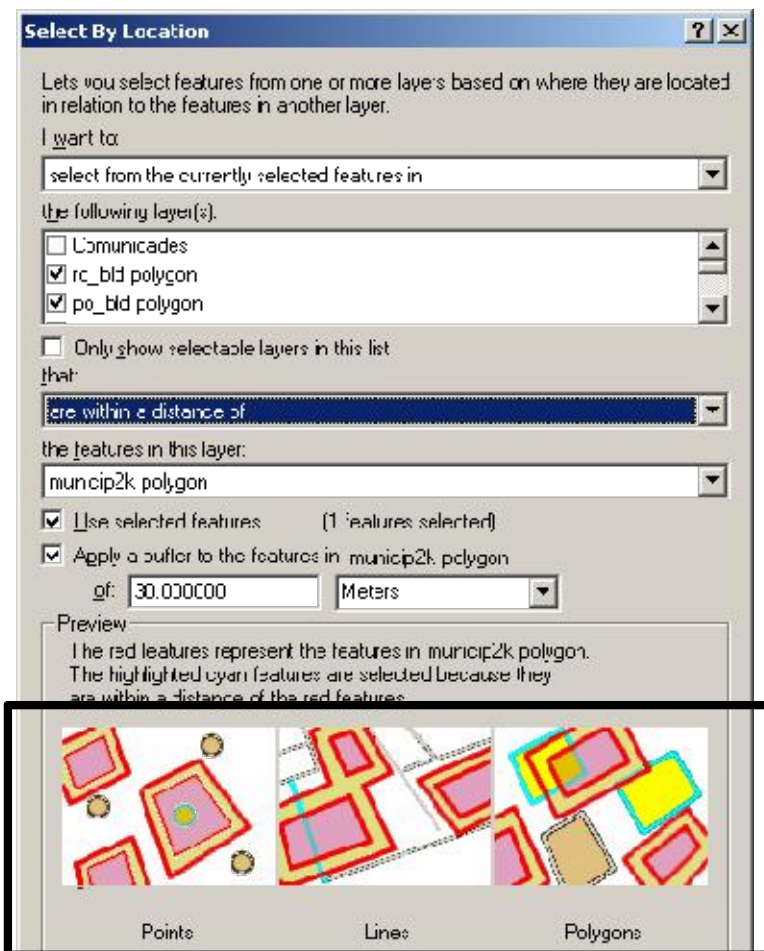 Select By Location
Lets you select features from one or more layers based on where they are located
in relation to the features in another layer.
I want to:
select from the currently selected features in
the following layer(s):
Comunicades
rc_bld polygon
po_bld polygon
Only show selectable layers in this list
that:
are within a distance of
the features in this layer:
municip2k polygon
Use selected features (1 features selected)
Apply a buffer to the features in municip2k polygon
of: 30.000000 Meters
Preview
The red features represent the features in municip2k polygon.
The highlighted cyan features are selected because they
are within a distance of the red features.
Points Lines Polygons